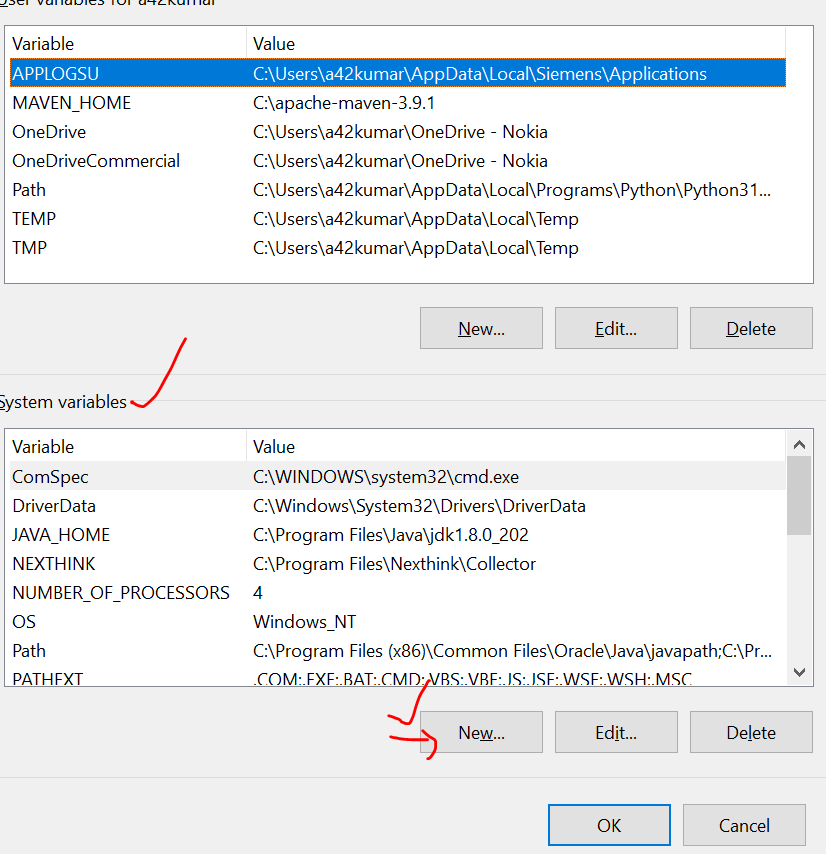 User variables for a42kumar
Variable Value
APPLOGSU C:\Users\a42kumar\AppData\Local\Siemens\Applications
MAVEN_HOME C:\apache-maven-3.9.1
OneDrive C:\Users\a42kumar\OneDrive - Nokia
OneDriveCommercial C:\Users\a42kumar\OneDrive - Nokia
Path C:\Users\a42kumar\AppData\Local\Programs\Python\Python31...
TEMP C:\Users\a42kumar\AppData\Local\Temp
TMP C:\Users\a42kumar\AppData\Local\Temp
New... Edit... Delete
System variables
Variable Value
ComSpec C:\WINDOWS\system32\cmd.exe
DriverData C:\Windows\System32\Drivers\DriverData
JAVA_HOME C:\Program Files\Java\jdk1.8.0_202
NEXTHINK C:\Program Files\Nexthink\Collector
NUMBER_OF_PROCESSORS 4
OS Windows_NT
Path C:\Program Files (x86)\Common Files\Oracle\Java\javapath;C:\Pr...
PATHEXT .COM;.EXE;.BAT;.CMD;.VBS;.VBE;.JS;.JSE;.WSF;.WSH;.MSC
New... Edit... Delete
OK Cancel